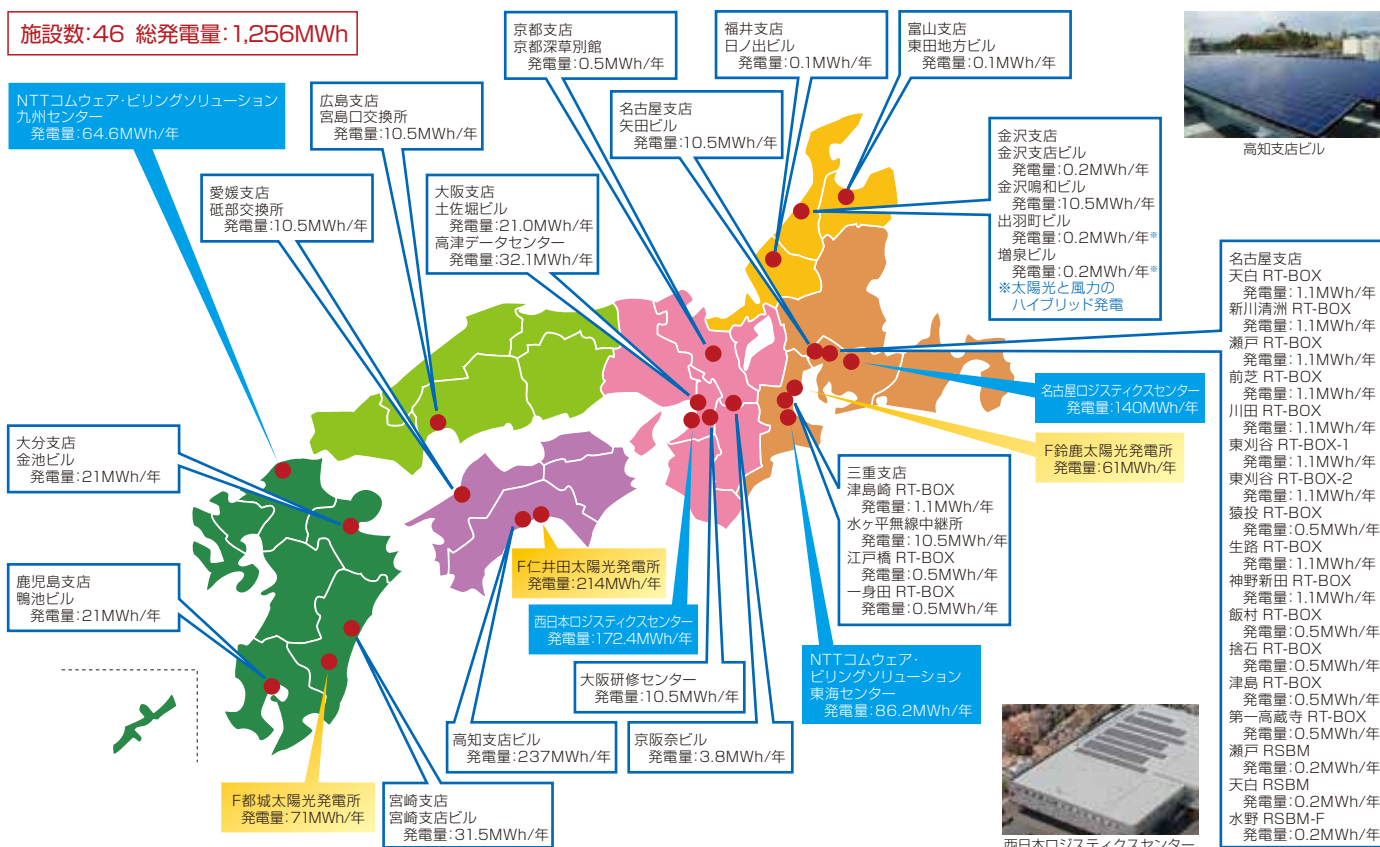 施設数:46 総発電量:1,256MWh
NTTコムウェア・ビリングソリューション
九州センター
発電量:64.6MWh/年
広島支店
宮島口交換所
発電量:10.5MWh/年
京都支店
京都深草別館
発電量:0.5MWh/年
福井支店
日ノ出ビル
発電量:0.1MWh/年
富山支店
東田地方ビル
発電量:0.1MWh/年
高知支店ビル
愛媛支店
砥部交換所
発電量:10.5MWh/年
大阪支店
土佐堀ビル
発電量:21.0MWh/年
高津データセンター
発電量:32.1MWh/年
名古屋支店
矢田ビル
発電量:10.5MWh/年
金沢支店
金沢支店ビル
発電量:0.2MWh/年
金沢鳴和ビル
発電量:10.5MWh/年
出羽町ビル
発電量:0.2MWh/年※
増泉ビル
発電量:0.2MWh/年※
※太陽光と風力の
ハイブリッド発電
名古屋支店
天白 RT-BOX
発電量:1.1MWh/年
新川清洲 RT-BOX
発電量:1.1MWh/年
瀬戸 RT-BOX
発電量:1.1MWh/年
前芝 RT-BOX
発電量:1.1MWh/年
川田 RT-BOX
発電量:1.1MWh/年
東刈谷 RT-BOX-1
発電量:1.1MWh/年
東刈谷 RT-BOX-2
発電量:1.1MWh/年
猿投 RT-BOX
発電量:0.5MWh/年
生路 RT-BOX
発電量:1.1MWh/年
神野新田 RT-BOX
発電量:1.1MWh/年
飯村 RT-BOX
発電量:0.5MWh/年
捨石 RT-BOX
発電量:0.5MWh/年
津島 RT-BOX
発電量:0.5MWh/年
第一高蔵寺 RT-BOX
発電量:0.5MWh/年
瀬戸 RSBM
発電量:0.2MWh/年
天白 RSBM
発電量:0.2MWh/年
水野 RSBM-F
発電量:0.2MWh/年
名古屋ロジスティクスセンター
発電量:140MWh/年
F鈴鹿太陽光発電所
発電量:61MWh/年
大分支店
金池ビル
発電量:21MWh/年
三重支店
津島崎 RT-BOX
発電量:1.1MWh/年
水ヶ平無線中継所
発電量:10.5MWh/年
江戸橋 RT-BOX
発電量:0.5MWh/年
一身田 RT-BOX
発電量:0.5MWh/年
F仁井田太陽光発電所
発電量:214MWh/年
鹿児島支店
鴨池ビル
発電量:21MWh/年
西日本ロジスティクスセンター
発電量:172.4MWh/年
NTTコムウェア・
ビリングソリューション
東海センター
発電量:86.2MWh/年
大阪研修センター
発電量:10.5MWh/年
高知支店ビル
発電量:237MWh/年
京阪奈ビル
発電量:3.8MWh/年
F都城太陽光発電所
発電量:71MWh/年
宮崎支店
宮崎支店ビル
発電量:31.5MWh/年
西日本ロジスティクスセンター